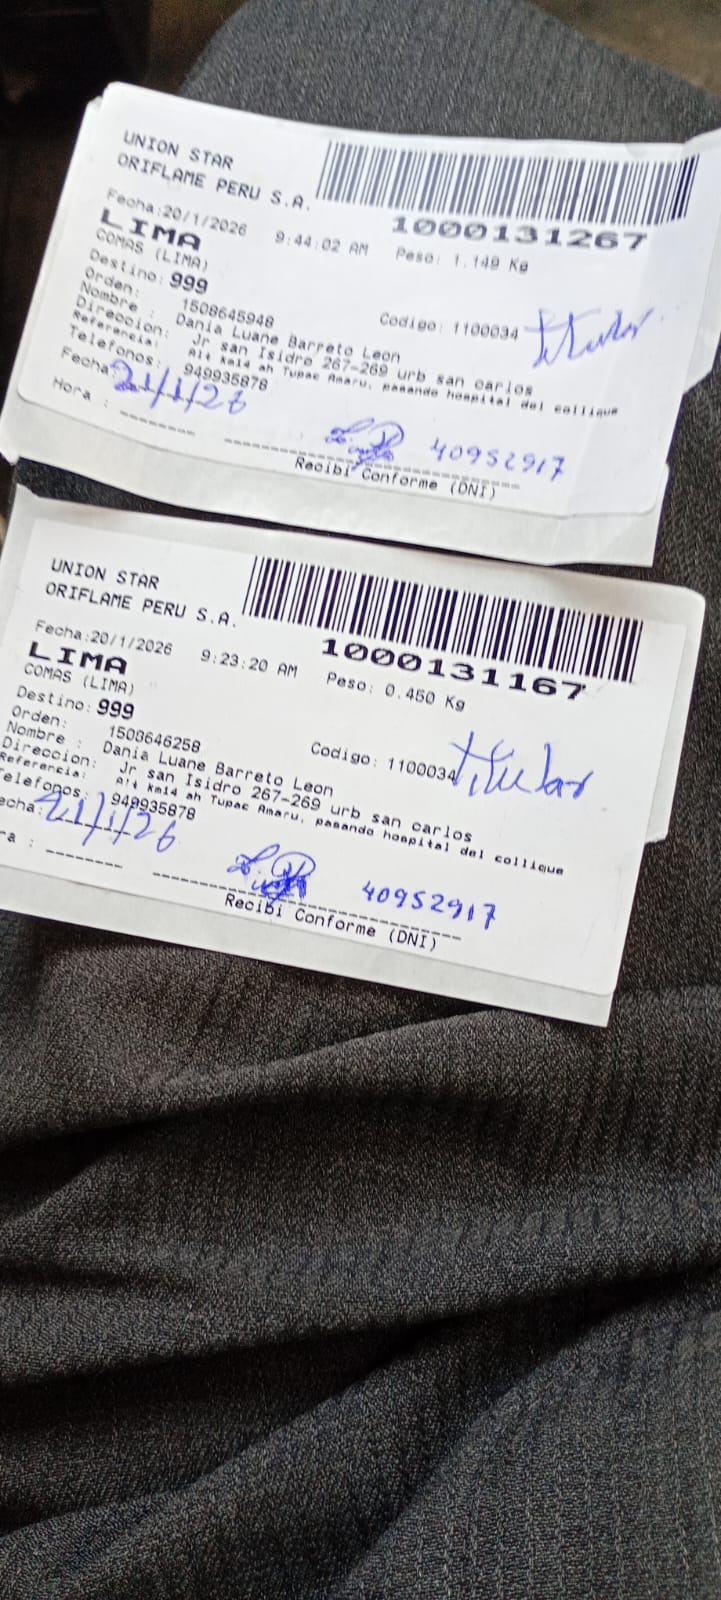 UNION STAR
ORIFLAME PERU S.A.
1000131267
Fecha:20/1/2026 9:44:02 AM Peso: 1.149 Kg
LIMA
COMAS (LIMA)
Destino: 999
Orden: 1508645948 Codigo: 1100034 titular
Nombre : Dania Luane Barreto Leon
Direccion: Jr san Isidro 267-269 urb san carlos
Referencia: Alt km14 ah Tupac Amaru, pasando hospital del collique
Telefonos: 949935878
Fecha 21/1/26
Hora :
40952917
Recibi Conforme (DNI)
UNION STAR
ORIFLAME PERU S.A.
1000131167
Fecha:20/1/2026 9:23:20 AM Peso: 0.450 Kg
LIMA
COMAS (LIMA)
Destino: 999
Orden: 1508646258 Codigo: 1100034 titular
Nombre : Dania Luane Barreto Leon
Direccion: Jr san Isidro 267-269 urb san carlos
Referencia: Alt km14 ah Tupac Amaru, pasando hospital del collique
elefonos: 949935878
echa: 21/1/26
ra :
40952917
Recibi Conforme (DNI)